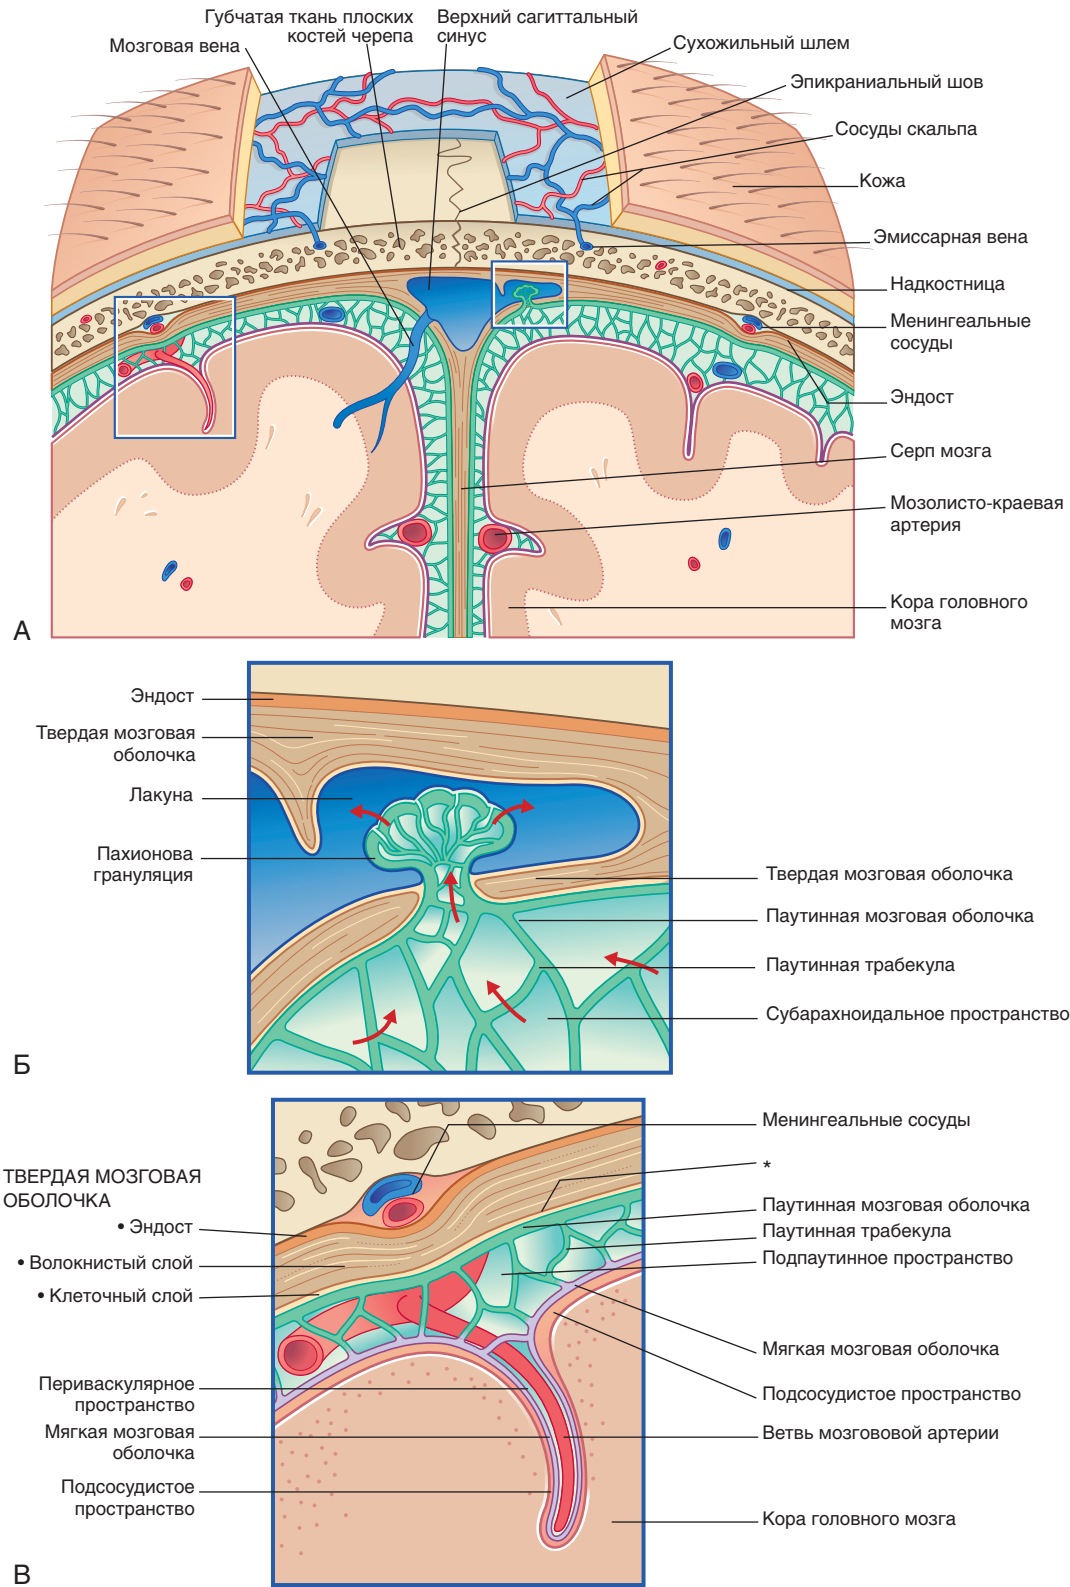 Губчатая ткань плоских
костей черепа
Верхний сагиттальный
синус
Мозговая вена
Сухожильный шлем
Эпикраниальный шов
Сосуды скальпа
Кожа
Эмиссарная вена
Надкостница
Менингеальные
сосуды
Эндост
Серп мозга
Мозолисто-краевая
артерия
Кора головного
мозга
А
Эндост
Твердая мозговая
оболочка
Лакуна
Пахионова
грануляция
Твердая мозговая оболочка
Паутинная мозговая оболочка
Паутинная трабекула
Субарахноидальное пространство
Б
Менингеальные сосуды
*
ТВЕРДАЯ МОЗГОВАЯ
ОБОЛОЧКА
• Эндост
• Волокнистый слой
• Клеточный слой
Паутинная мозговая оболочка
Паутинная трабекула
Подпаутинное пространство
Мягкая мозговая оболочка
Подсосудистое пространство
Ветвь мозгововой артерии
Периваскулярное
пространство
Мягкая мозговая
оболочка
Подсосудистое
пространство
Кора головного мозга
В